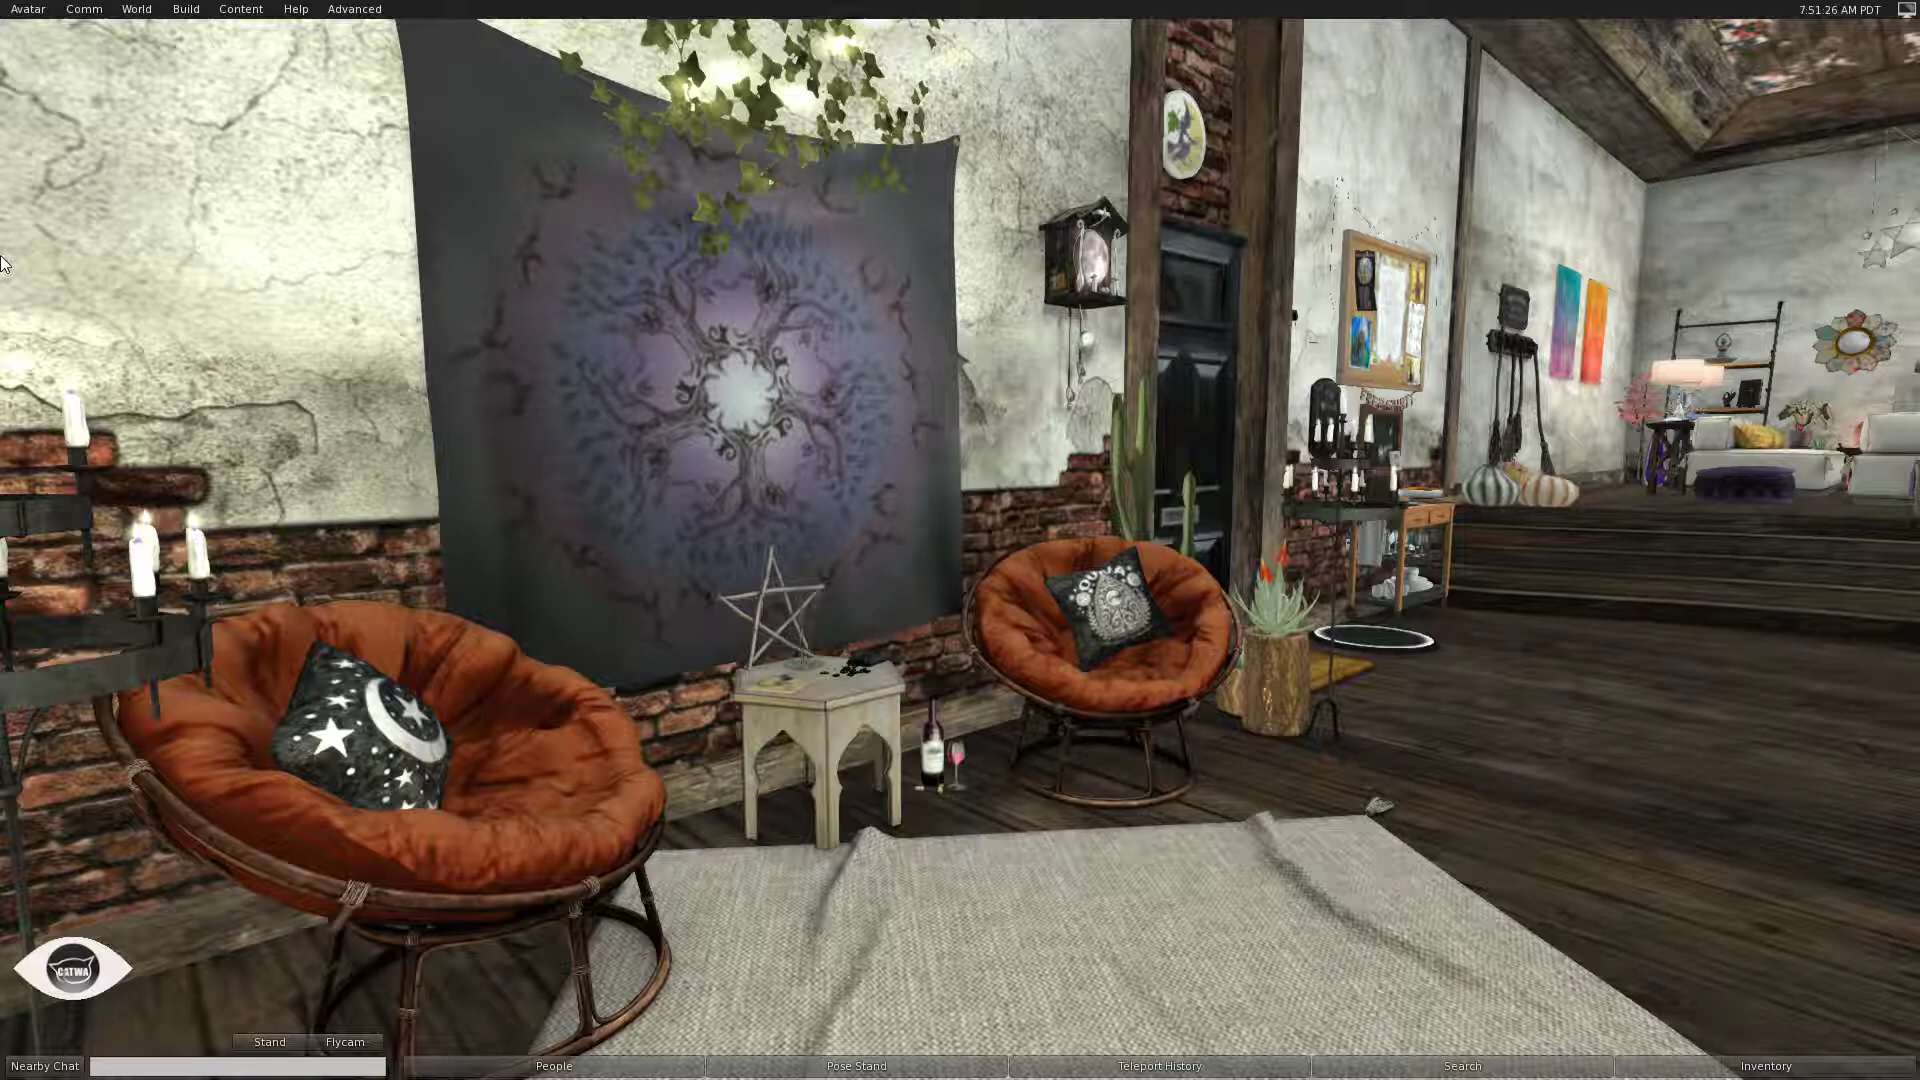 Avatar Comm World Build Content Help Advanced 7:51:26 AM PDT
CATWA
Stand Flycam
Nearby Chat People Pose Stand Teleport History Search Inventory